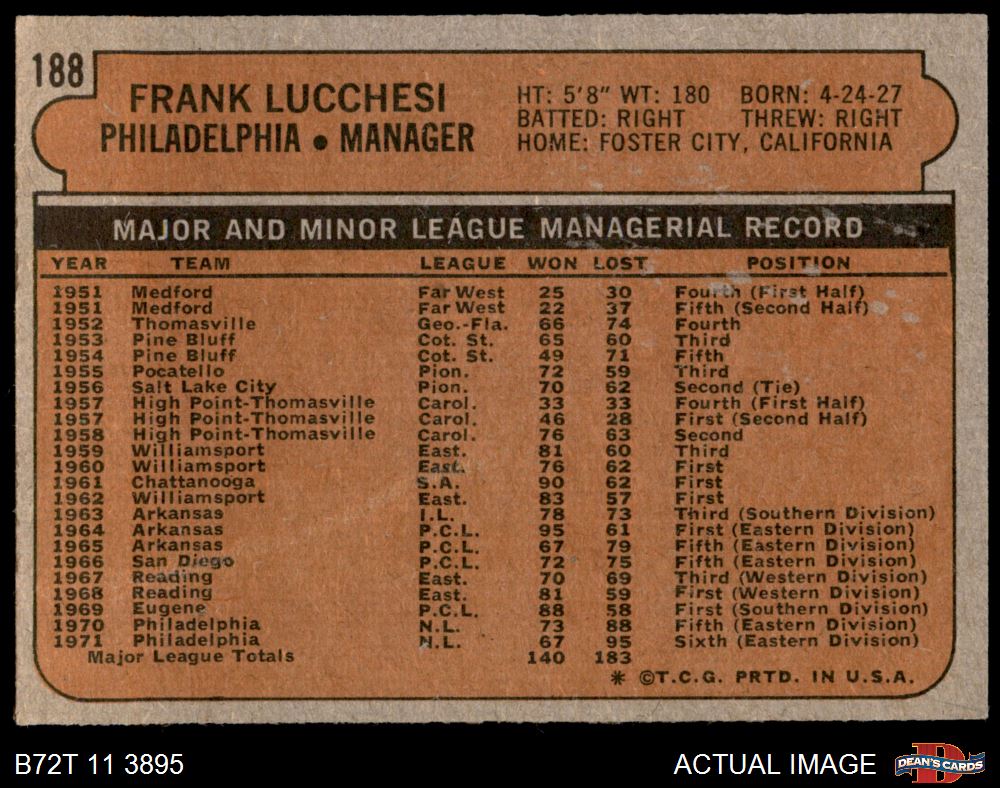 188
FRANK LUCCHESI
PHILADELPHIA • MANAGER
HT: 5'8" WT: 180 BORN: 4-24-27
BATTED: RIGHT THREW: RIGHT
HOME: FOSTER CITY, CALIFORNIA
MAJOR AND MINOR LEAGUE MANAGERIAL RECORD
YEAR TEAM LEAGUE WON LOST POSITION
1951 Medford Far West 25 30 Fourth (First Half)
1951 Medford Far West 22 37 Fifth (Second Half)
1952 Thomasville Geo.-Fla. 66 74 Fourth
1953 Pine Bluff Cot. St. 65 60 Third
1954 Pine Bluff Cot. St. 49 71 Fifth
1955 Pocatello Pion. 72 59 Third
1956 Salt Lake City Pion. 70 62 Second (Tie)
1957 High Point-Thomasville Carol. 33 33 Fourth (First Half)
1957 High Point-Thomasville Carol. 46 28 First (Second Half)
1958 High Point-Thomasville Carol. 76 63 Second
1959 Williamsport East. 81 60 Third
1960 Williamsport East. 76 62 First
1961 Chattanooga S.A. 90 62 First
1962 Williamsport East. 83 57 First
1963 Arkansas I.L. 78 73 Third (Southern Division)
1964 Arkansas P.C.L. 95 61 First (Eastern Division)
1965 Arkansas P.C.L. 67 79 Fifth (Eastern Division)
1966 San Diego P.C.L. 72 75 Fifth (Eastern Division)
1967 Reading East. 70 69 Third (Western Division)
1968 Reading East. 81 59 First (Western Division)
1969 Eugene P.C.L. 88 58 First (Southern Division)
1970 Philadelphia N.L. 73 88 Fifth (Eastern Division)
1971 Philadelphia N.L. 67 95 Sixth (Eastern Division)
Major League Totals 140 183
* ©T.C.G. PRTD. IN U.S.A.
B72T 11 3895 ACTUAL IMAGE
D
DEAN'S CARDS